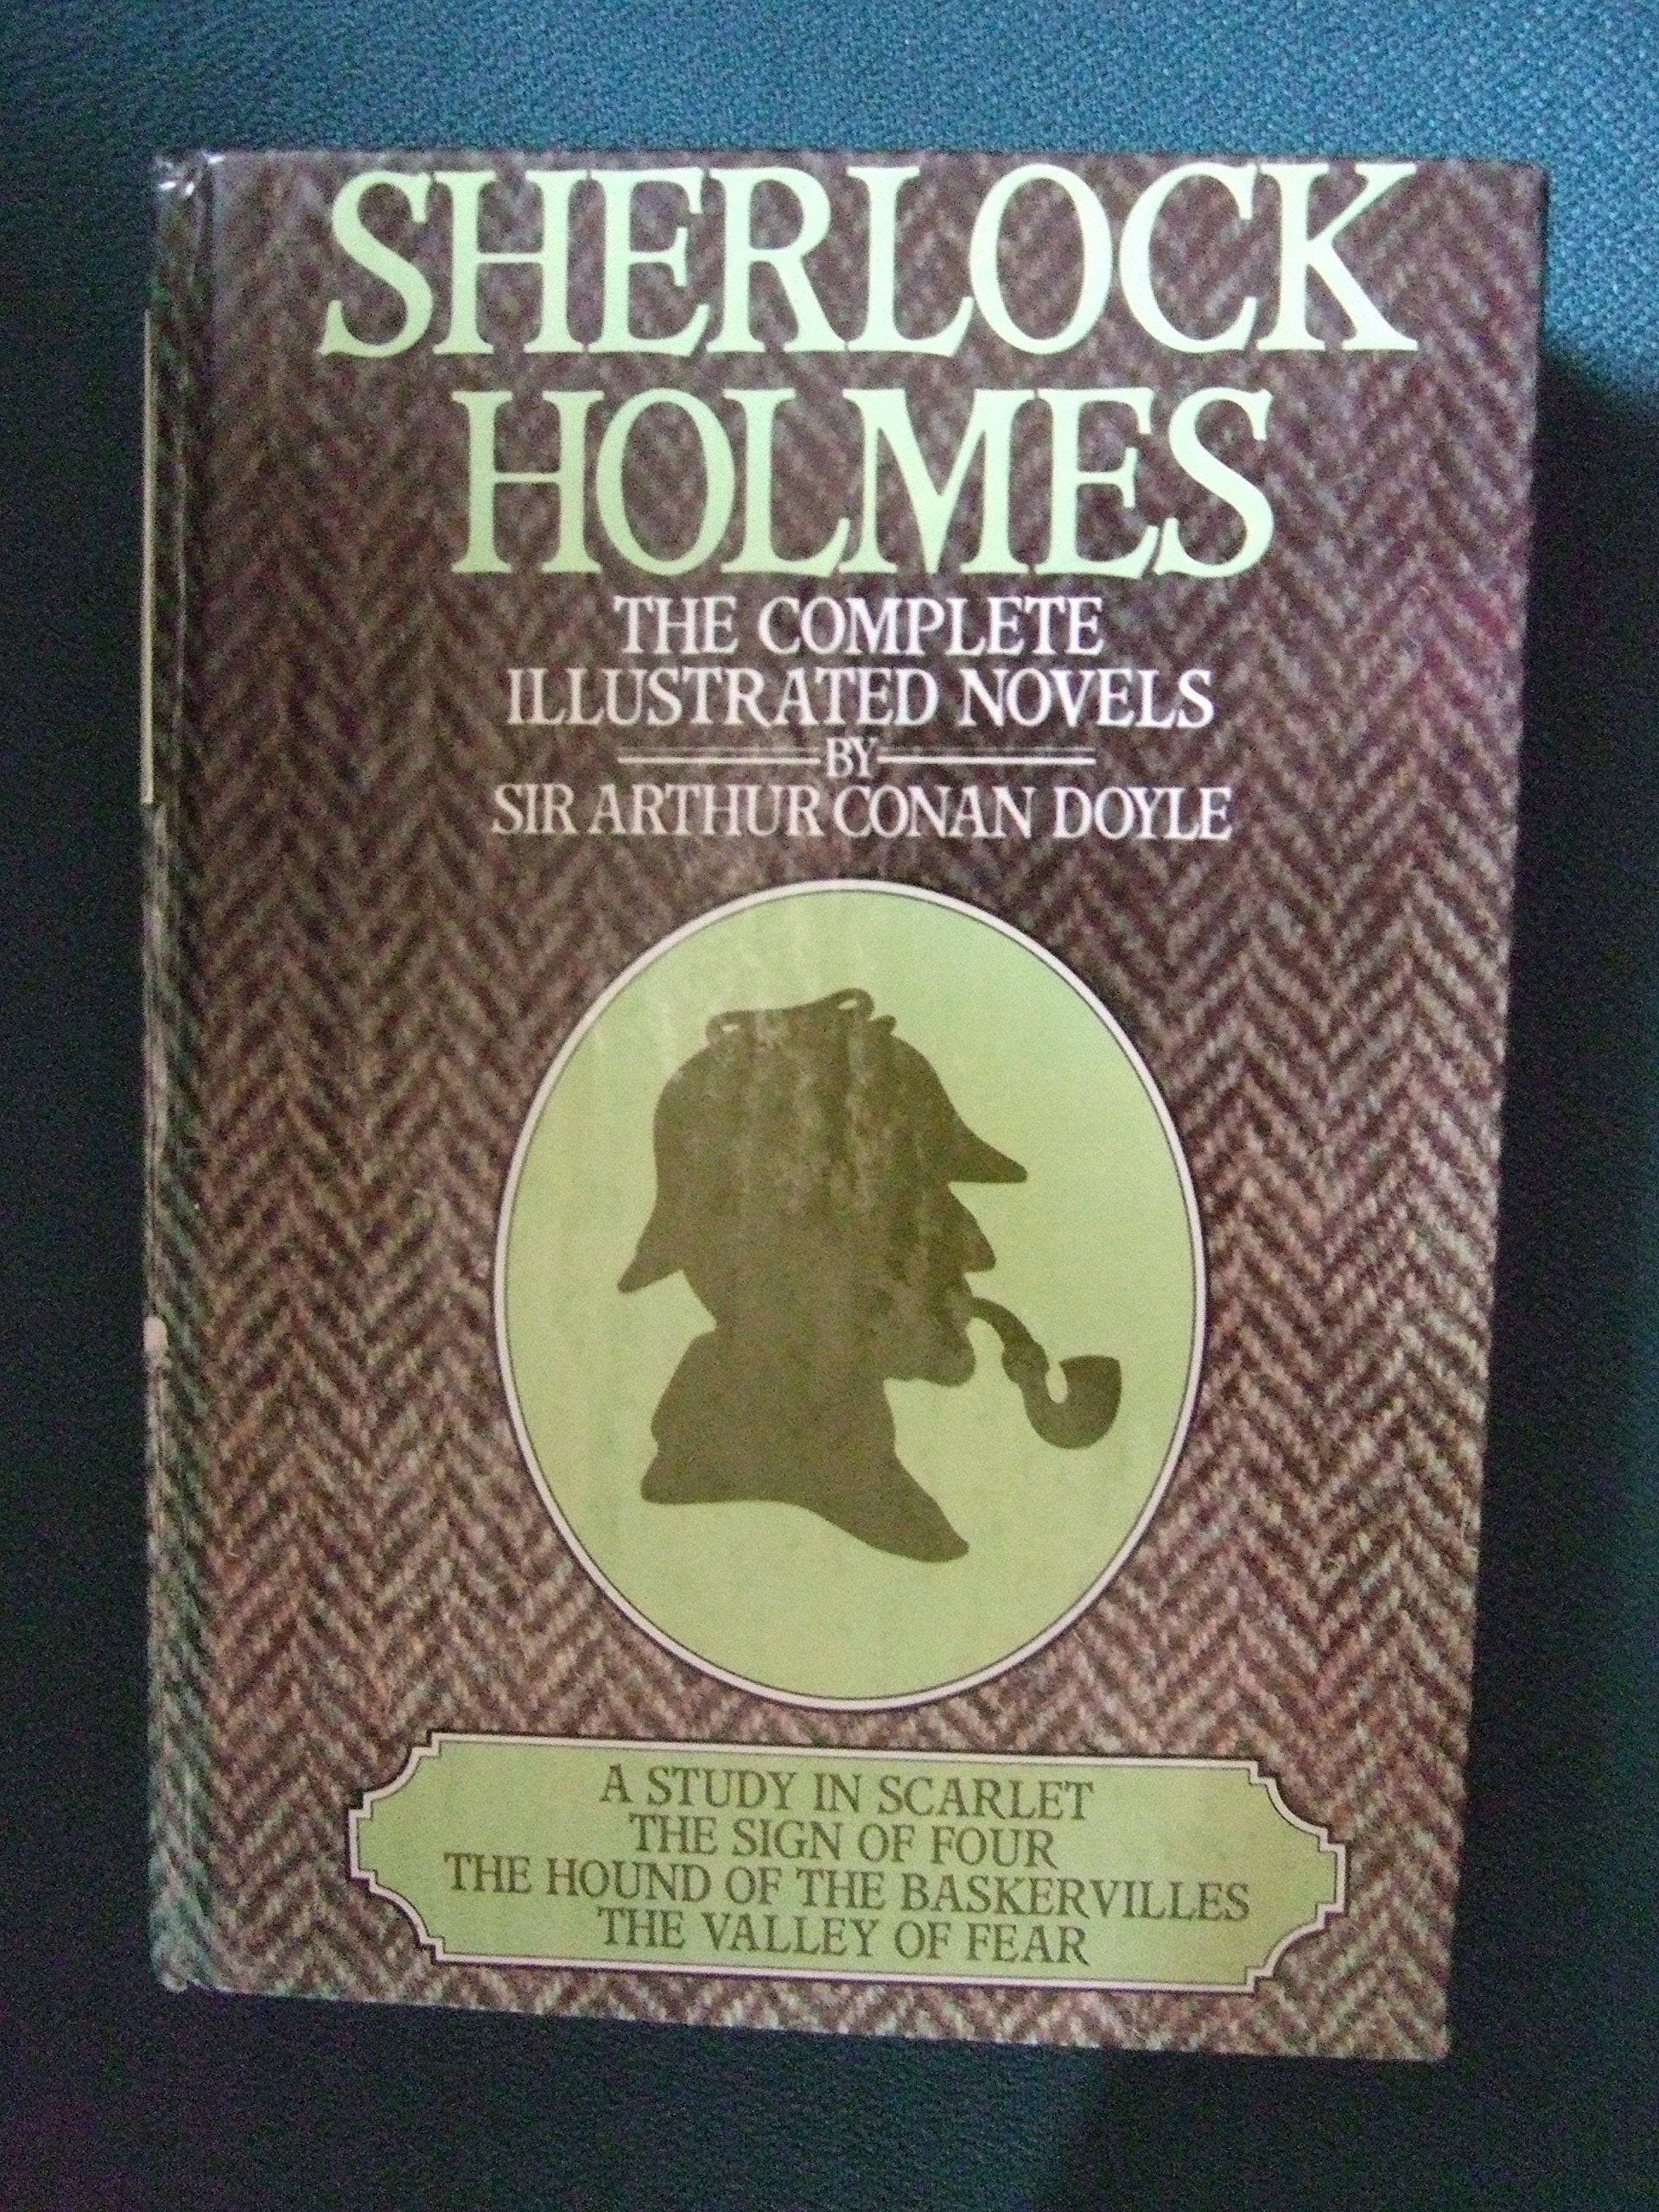 SHERLOCK
HOLMES
THE COMPLETE
ILLUSTRATED NOVELS
BY
SIR ARTHUR CONAN DOYLE
A STUDY IN SCARLET
THE SIGN OF FOUR
THE HOUND OF THE BASKERVILLES
THE VALLEY OF FEAR